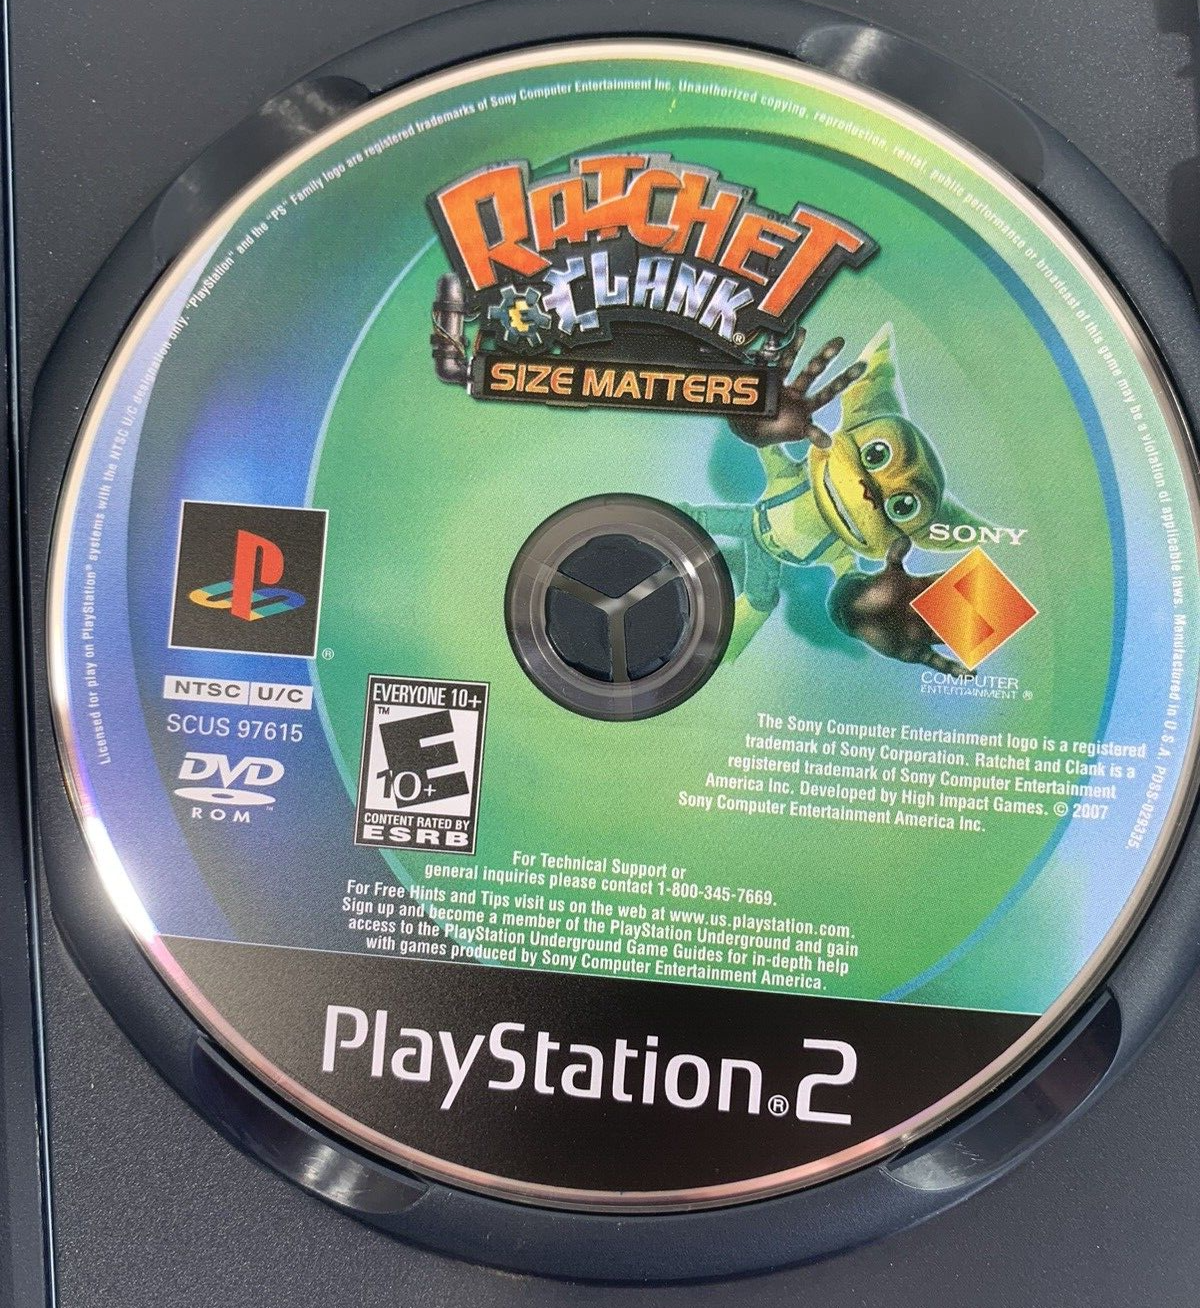 Licensed for play on PlayStation® systems with the NTSC U/C designation only. "PlayStation" and the "PS" Family logo are registered trademarks of Sony Computer Entertainment Inc. Unauthorized copying, reproduction, rental, public performance or broadcast of this game may be a violation of applicable laws. Manufactured in U.S.A. POSS-029335.
RATCHET
& CLANK®
SIZE MATTERS
SONY
COMPUTER
ENTERTAINMENT ®
®
NTSC U/C
SCUS 97615
DVD
ROM
EVERYONE 10+
™
E
10+
CONTENT RATED BY
ESRB
The Sony Computer Entertainment logo is a registered
trademark of Sony Corporation. Ratchet and Clank is a
registered trademark of Sony Computer Entertainment
America Inc. Developed by High Impact Games. © 2007
Sony Computer Entertainment America Inc.
For Technical Support or
general inquiries please contact 1-800-345-7669.
For Free Hints and Tips visit us on the web at www.us.playstation.com.
Sign up and become a member of the PlayStation Underground and gain
access to the PlayStation Underground Game Guides for in-depth help
with games produced by Sony Computer Entertainment America.
PlayStation®2